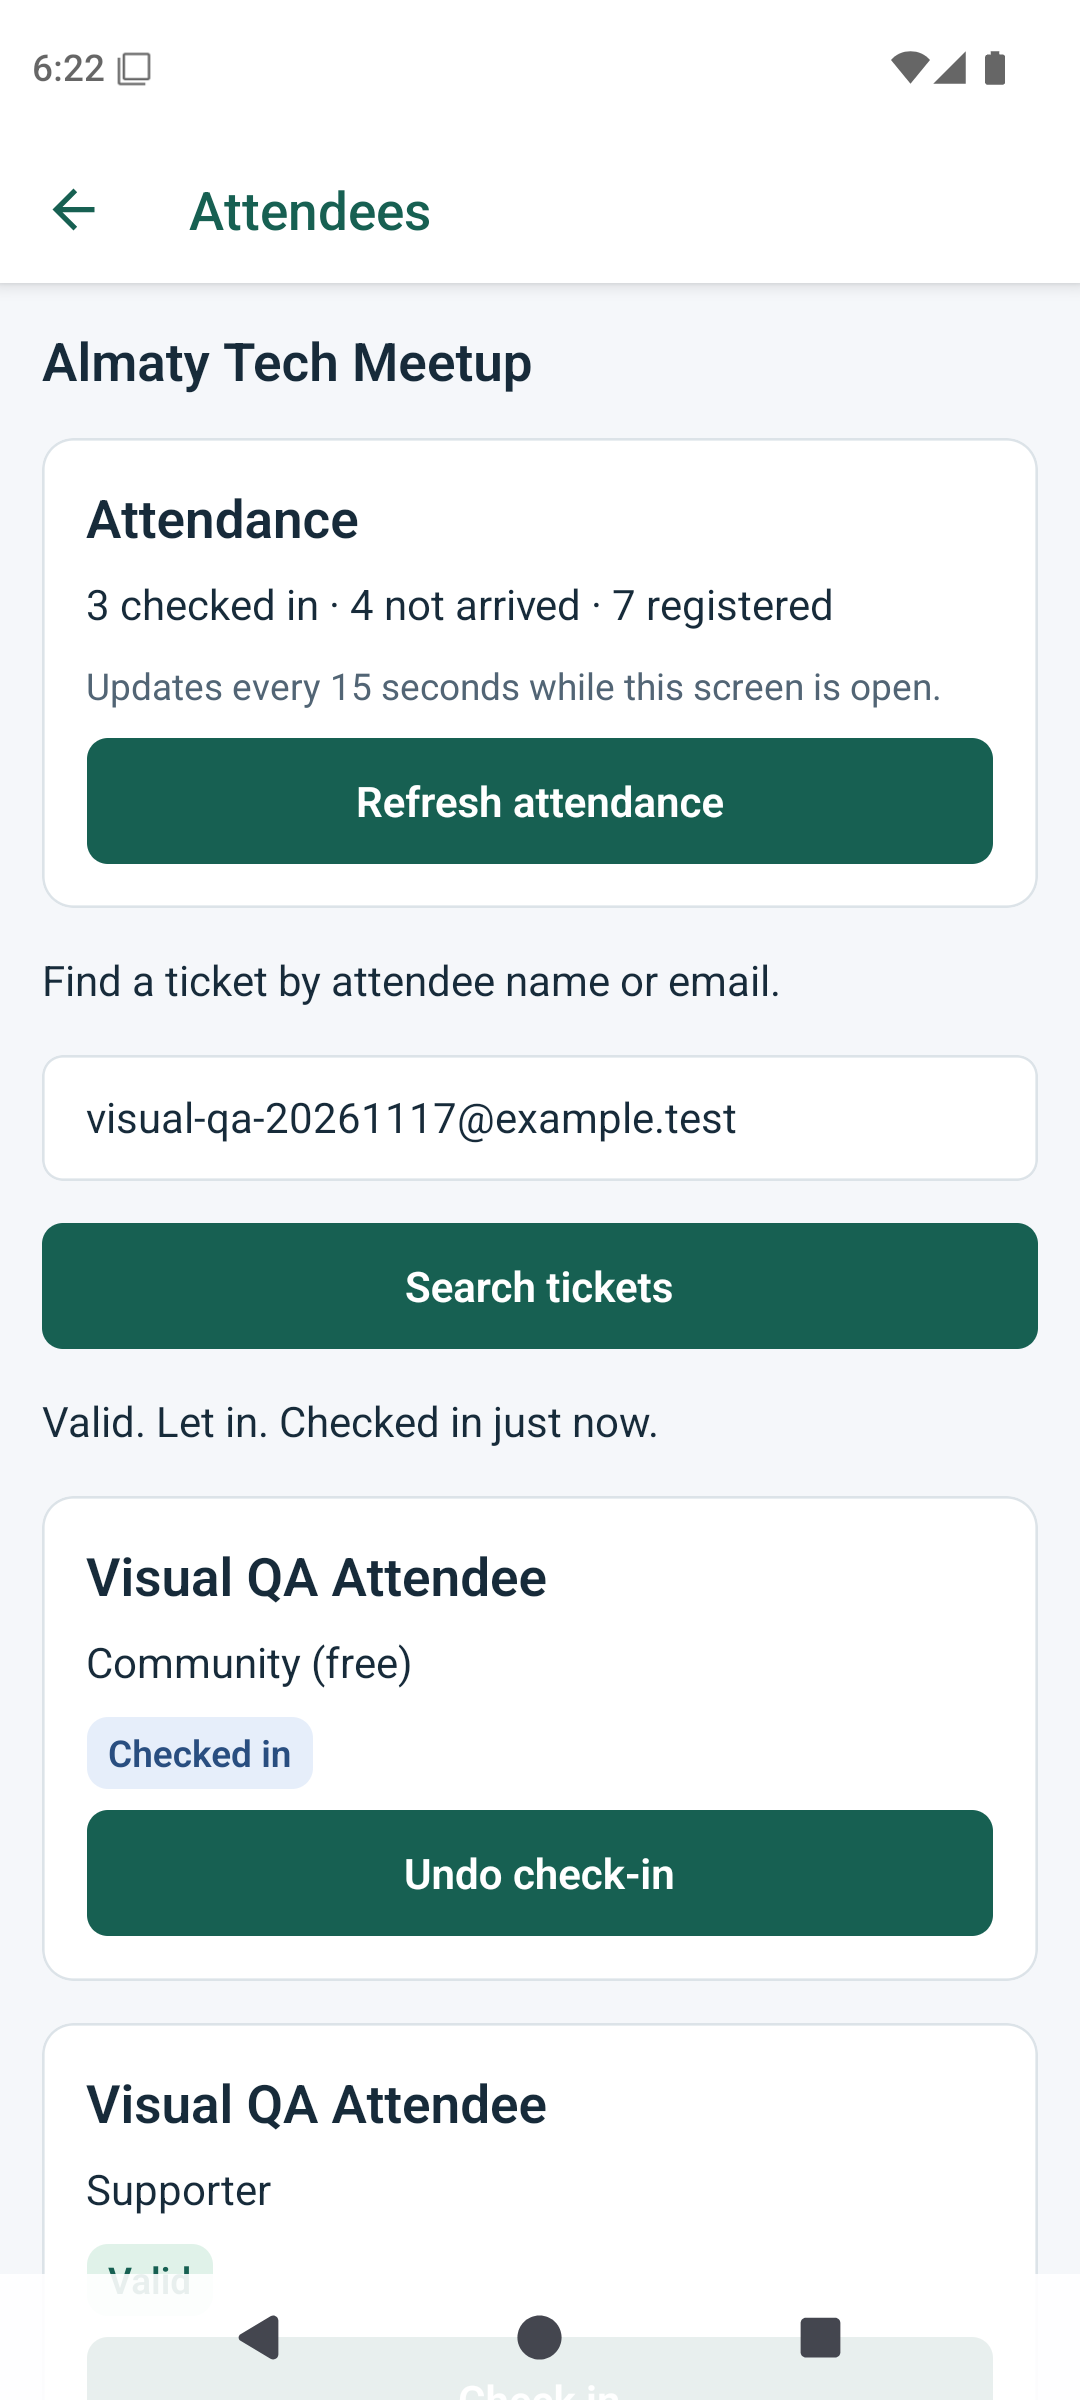 6:22
Attendees
Almaty Tech Meetup
Attendance
3 checked in · 4 not arrived · 7 registered
Updates every 15 seconds while this screen is open.
Refresh attendance
Find a ticket by attendee name or email.
visual-qa-20261117@example.test
Search tickets
Valid. Let in. Checked in just now.
Visual QA Attendee
Community (free)
Checked in
Undo check-in
Visual QA Attendee
Supporter
Valid
Check in